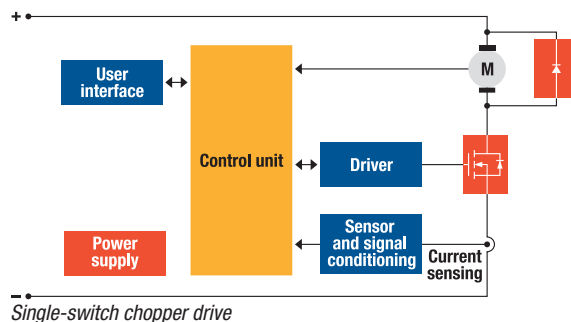 +
User
interface
M
Control unit
Driver
Power
supply
Sensor
and signal
conditioning
Current
sensing
–
Single-switch chopper drive